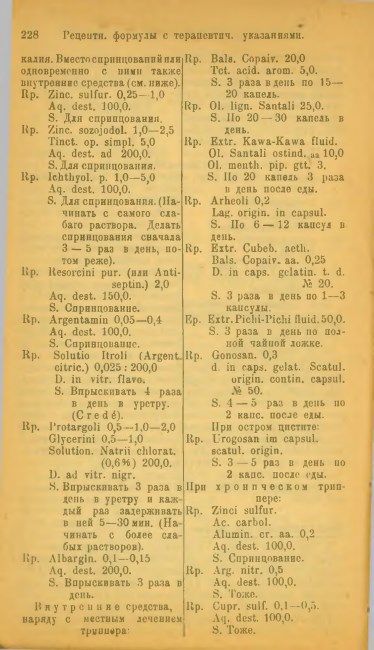 228 Рецептн. формулы с терапевтич. указаниями.
калия. Вместо спринцований или
одновременно с ними также
внутренние средства (см. ниже).
Rp. Zinc. sulfur. 0,25—1,0
Aq. dest. 100,0.
S. Для спринцования.
Rp. Zinc. sozojodol. 1,0—2,5
Tinct. op. simpl. 5,0
Aq. dest. ad 200,0.
S. Для спринцования.
Rp. Ichthyol. p. 1,0—5,0
Aq. dest. 100,0.
S. Для спринцования. (На-
чинать с самого сла-
баго раствора. Делать
спринцования сначала
3 — 5 раз в день, по-
том реже).
Rp. Resorcini pur. (или Anti-
septin.) 2,0
Aq. dest. 150,0.
S. Спринцование.
Rp. Argentamin 0,05—0,4
Aq. dest. 100,0.
S. Спринцование.
Rp. Solutio Itroli (Argent.
citric.) 0,025 : 200,0
D. in vitr. flavo.
S. Впрыскивать 4 раза
в день в уретру.
(Credé).
Rp. Protargoli 0,5—1,0—2,0
Glycerini 0,5—1,0
Solution. Natrii chlorat.
(0,6%) 200,0.
D. ad vitr. nigr.
S. Впрыскивать 3 раза в
день в уретру и каж-
дый раз задерживать
в ней 5—30 мин. (На-
чинать с более сла-
бых растворов).
Rp. Albargin. 0,1—0,15
Aq. dest. 200,0.
S. Впрыскивать 3 раза в
день.
Внутренние средства,
наряду с местным лечением
триппера:
Rp. Bals. Copaiv. 20,0
Tct. acid. arom. 5,0.
S. 3 раза в день по 15—
20 капель.
Rp. Ol. lign. Santali 25,0.
S. По 20—30 капель в
день.
Rp. Extr. Kawa-Kawa fluid.
Ol. Santali ostind. aa 10,0
Ol. menth. pip. gtt. 3.
S. По 20 капель 3 раза
в день после еды.
Rp. Arheoli 0,2
Lag. origin. in capsul.
S. По 6 — 12 капсул в
день.
Rp. Extr. Cubeb. aeth.
Bals. Copaiv. aa. 0,25
D. in caps. gelatin. t. d.
№ 20.
S. 3 раза в день по 1—3
капсулы.
Ep. Extr. Pichi-Pichi fluid. 50,0.
S. 3 раза в день по пол-
ной чайной ложке.
Rp. Gonosan. 0,3
d. in caps. gelat. Scatul.
origin. contin. capsul.
№ 50.
S. 4 — 5 раз в день по
2 капс. после еды.
При остром цистите:
Rp. Urogosan im capsul.
scatul. origin.
S. 3 — 5 раз в день по
2 капс. после еды.
При хроническом трип-
пере:
Rp. Zinci sulfur.
Ac. carbol.
Alumin. cr. aa. 0,2
Aq. dest. 100,0.
S. Спринцование.
Rp. Arg. nitr. 0,5
Aq. dest. 100,0.
S. Тоже.
Rp. Cupr. sulf. 0.1—0,5.
Aq. dest. 100,0.
S. Тоже.